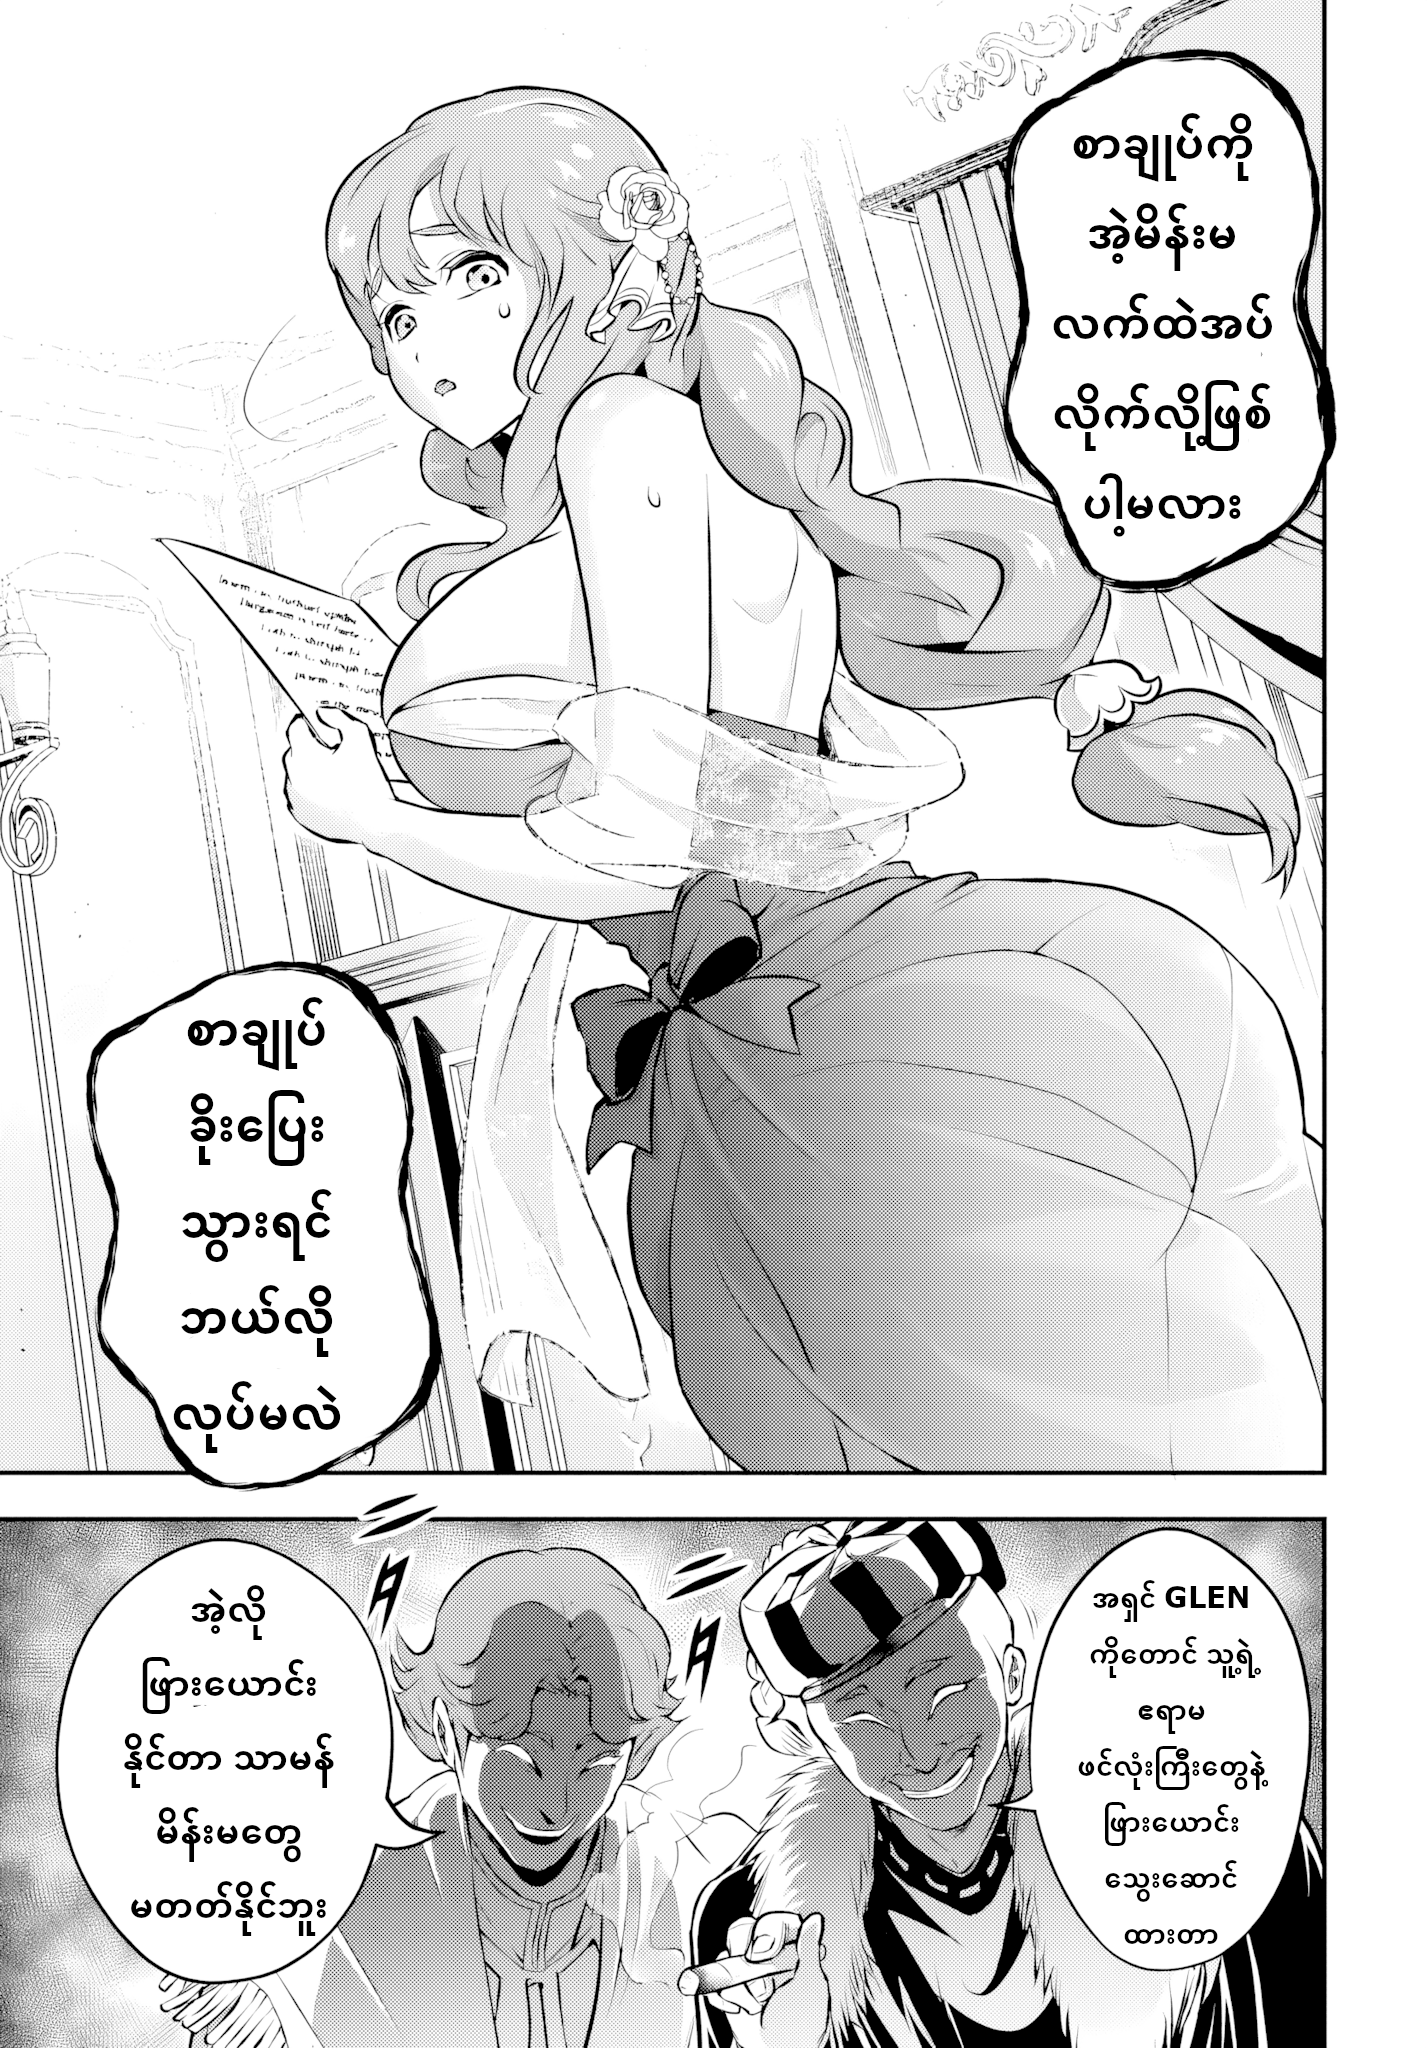 စာချုပ်ကို
အဲ့မိန်းမ
လက်ထဲအပ်
လိုက်လို့ဖြစ်
ပါ့မလား
စာချုပ်
ခိုးပြေး
သွားရင်
ဘယ်လို
လုပ်မလဲ
အရှင် GLEN
ကိုတောင် သူ့ရဲ့
ဧရာမ
ဖင်လုံးကြီးတွေနဲ့
ဖြားယောင်း
သွေးဆောင်
ထားတာ
အဲ့လို
ဖြားယောင်း
နိုင်တာ သာမန်
မိန်းမတွေ
မတတ်နိုင်ဘူး